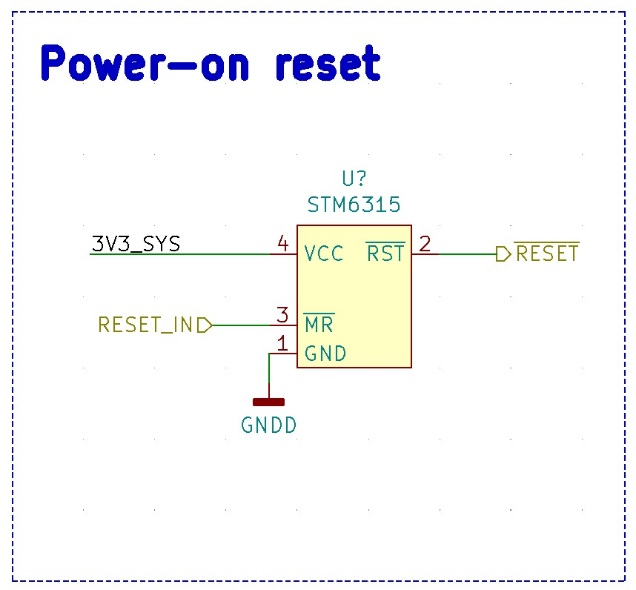 Power-on reset
U?
STM6315
3V3_SYS
4
VCC
RST
2
RESET
RESET_IN
3
MR
1
GND
GNDD